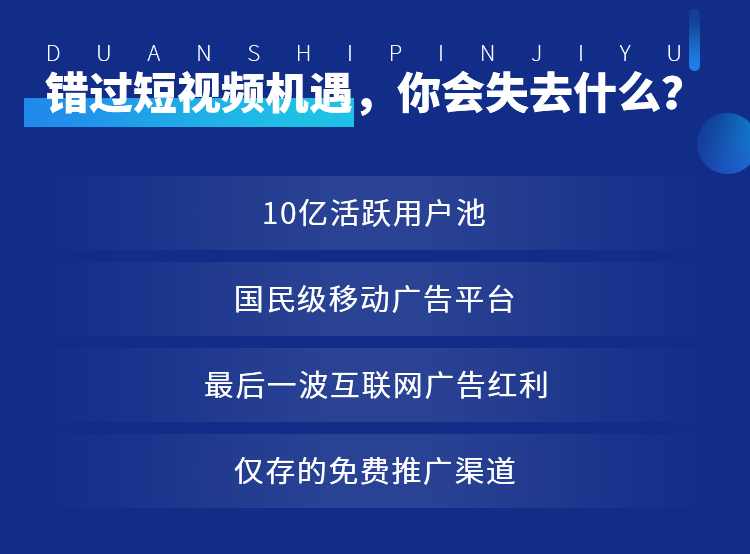 DUANSHIPINJIYU
错过短视频机遇，你会失去什么？
10亿活跃用户池
国民级移动广告平台
最后一波互联网广告红利
仅存的免费推广渠道